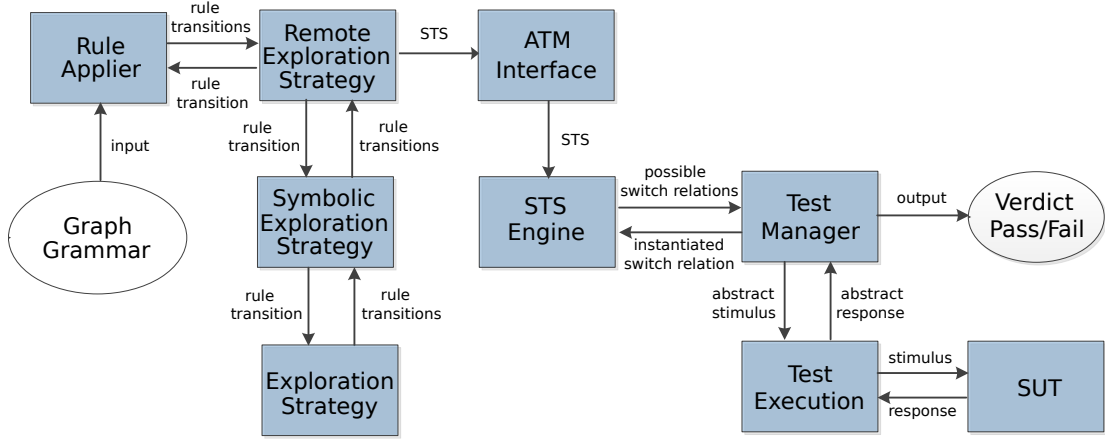 rule
transitions
Rule
Applier
rule
transition
Remote
Exploration
Strategy
STS
ATM
Interface
input
rule
transition
rule
transitions
STS
Graph
Grammar
Symbolic
Exploration
Strategy
STS
Engine
possible
switch relations
instantiated
switch relation
Test
Manager
output
Verdict
Pass/Fail
rule
transition
rule
transitions
abstract
stimulus
abstract
response
Exploration
Strategy
Test
Execution
stimulus
response
SUT